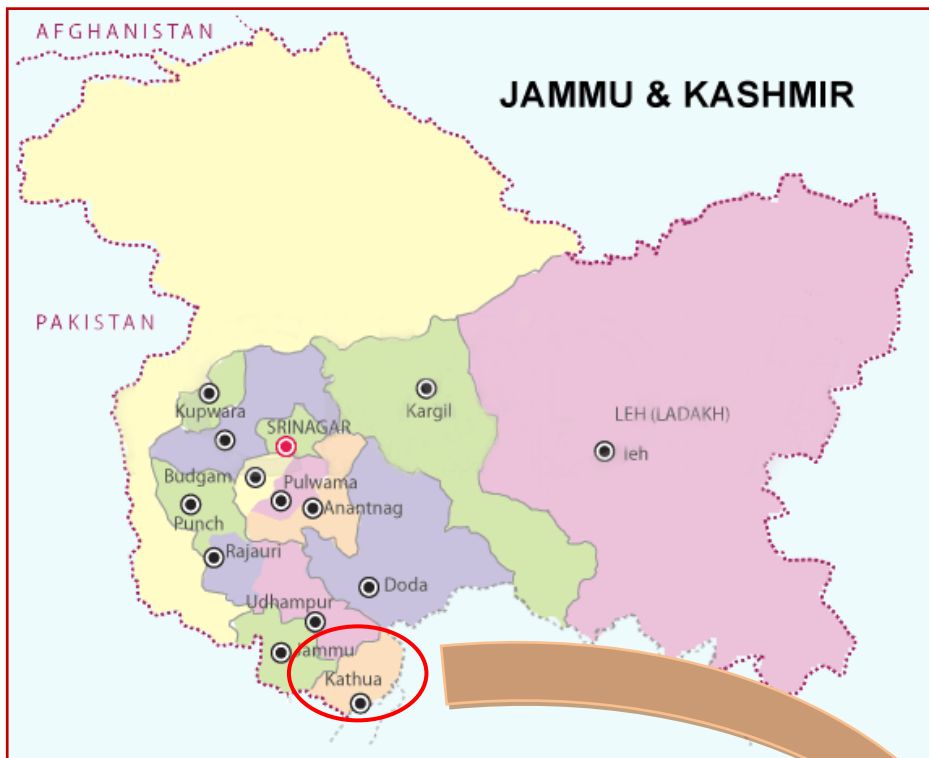 AFGHANISTAN
JAMMU & KASHMIR
PAKISTAN
Kupwara
Kargil
SRINAGAR
LEH (LADAKH)
ieh
Budgam
Pulwama
Anantnag
Punch
Rajauri
Doda
Udhampur
Jammu
Kathua